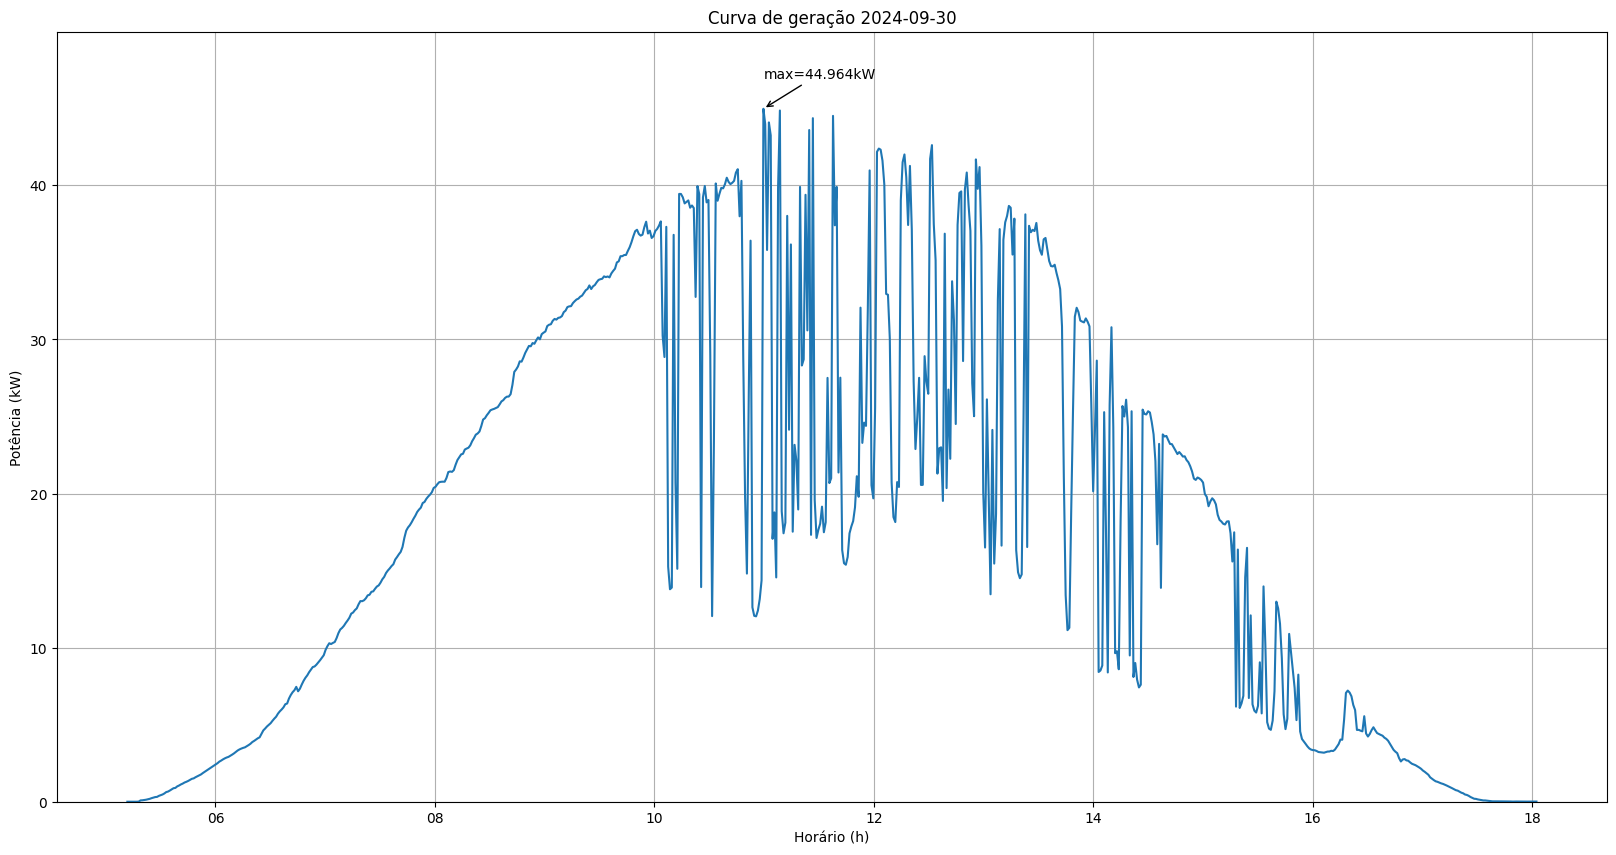 Curva de geração 2024-09-30
max=44.964kW
Potência (kW)
40
30
20
10
0
06 08 10 12 14 16 18
Horário (h)